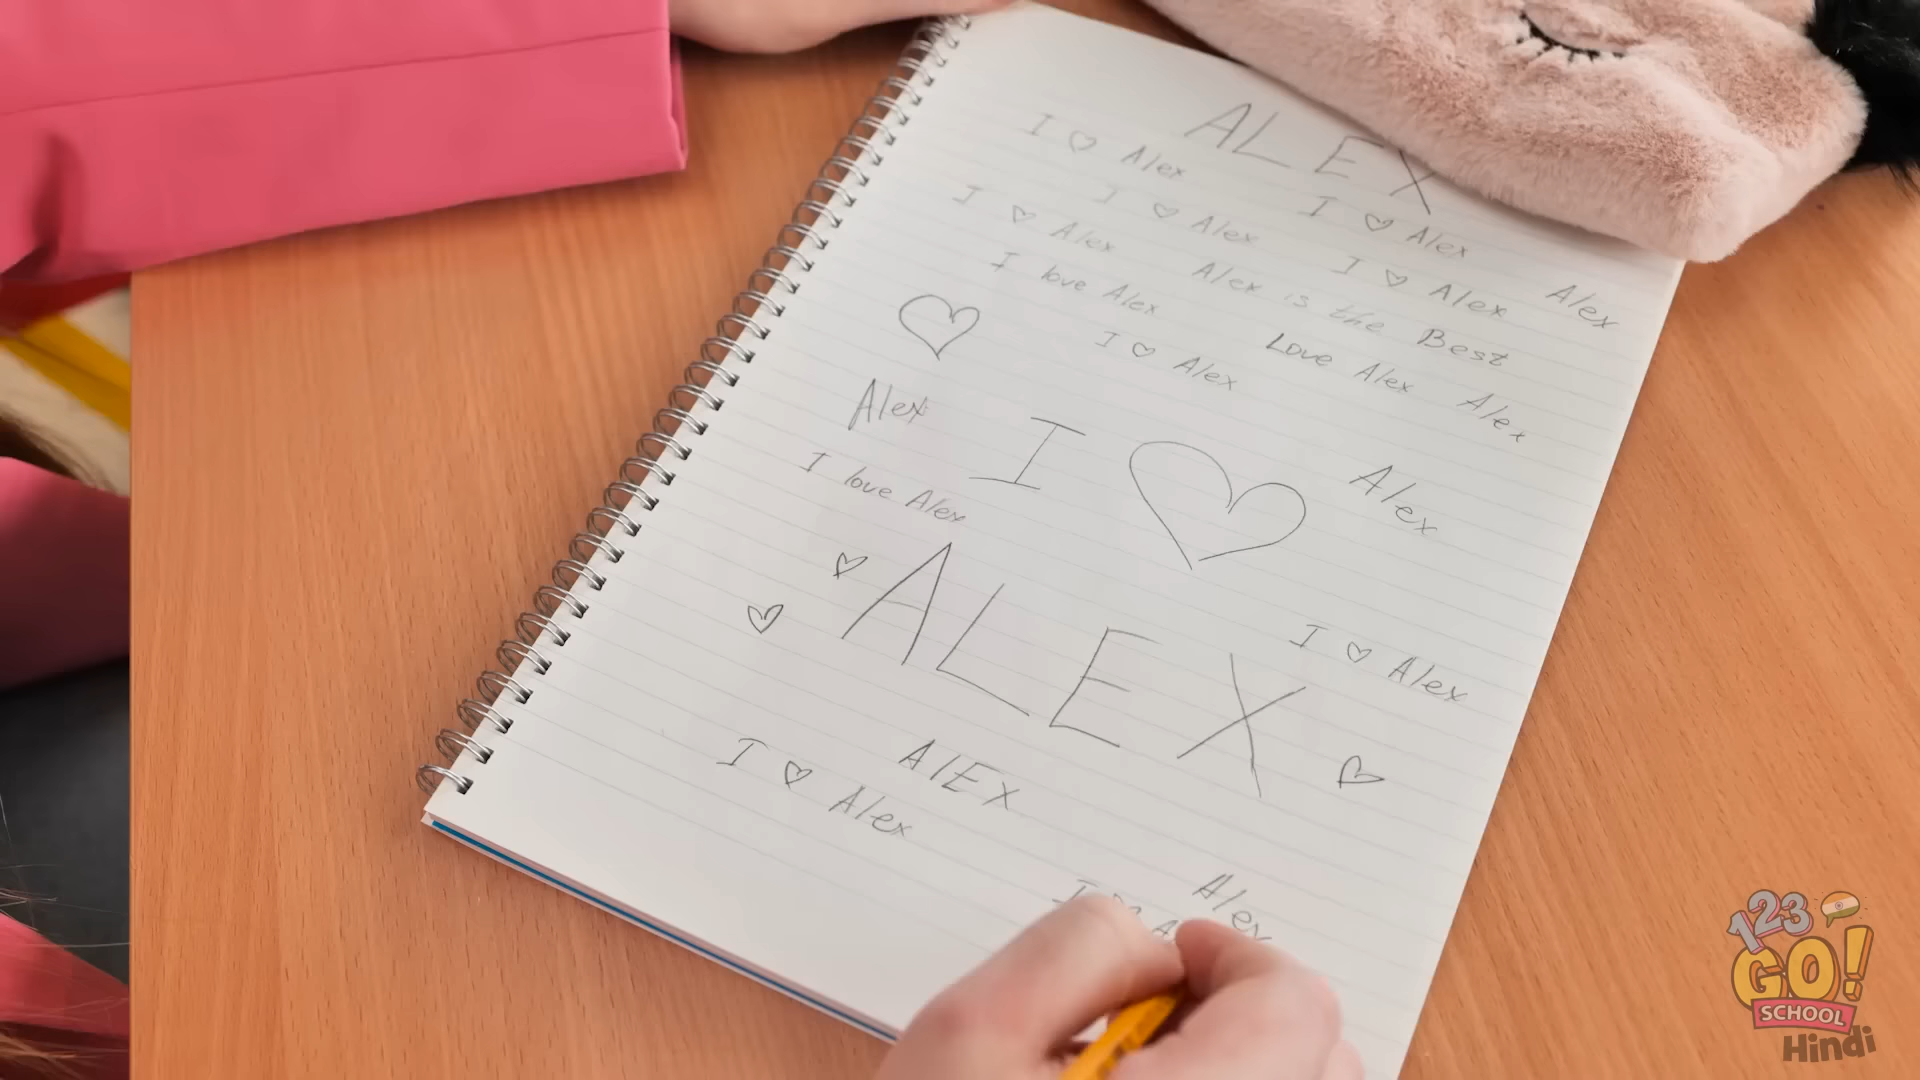 ALEX
I ♡ Alex
I ♡ Alex
I ♡ Alex
I ♡ Alex
I ♡ Alex
Alex
I love Alex
Alex is the Best
I ♡ Alex
Love Alex
Alex
Alex
I ♡ Alex
I love Alex
ALEX
I ♡ Alex
AlEX
I ♡ Alex
Alex
I ♡ A
123
GO!
SCHOOL
Hindi